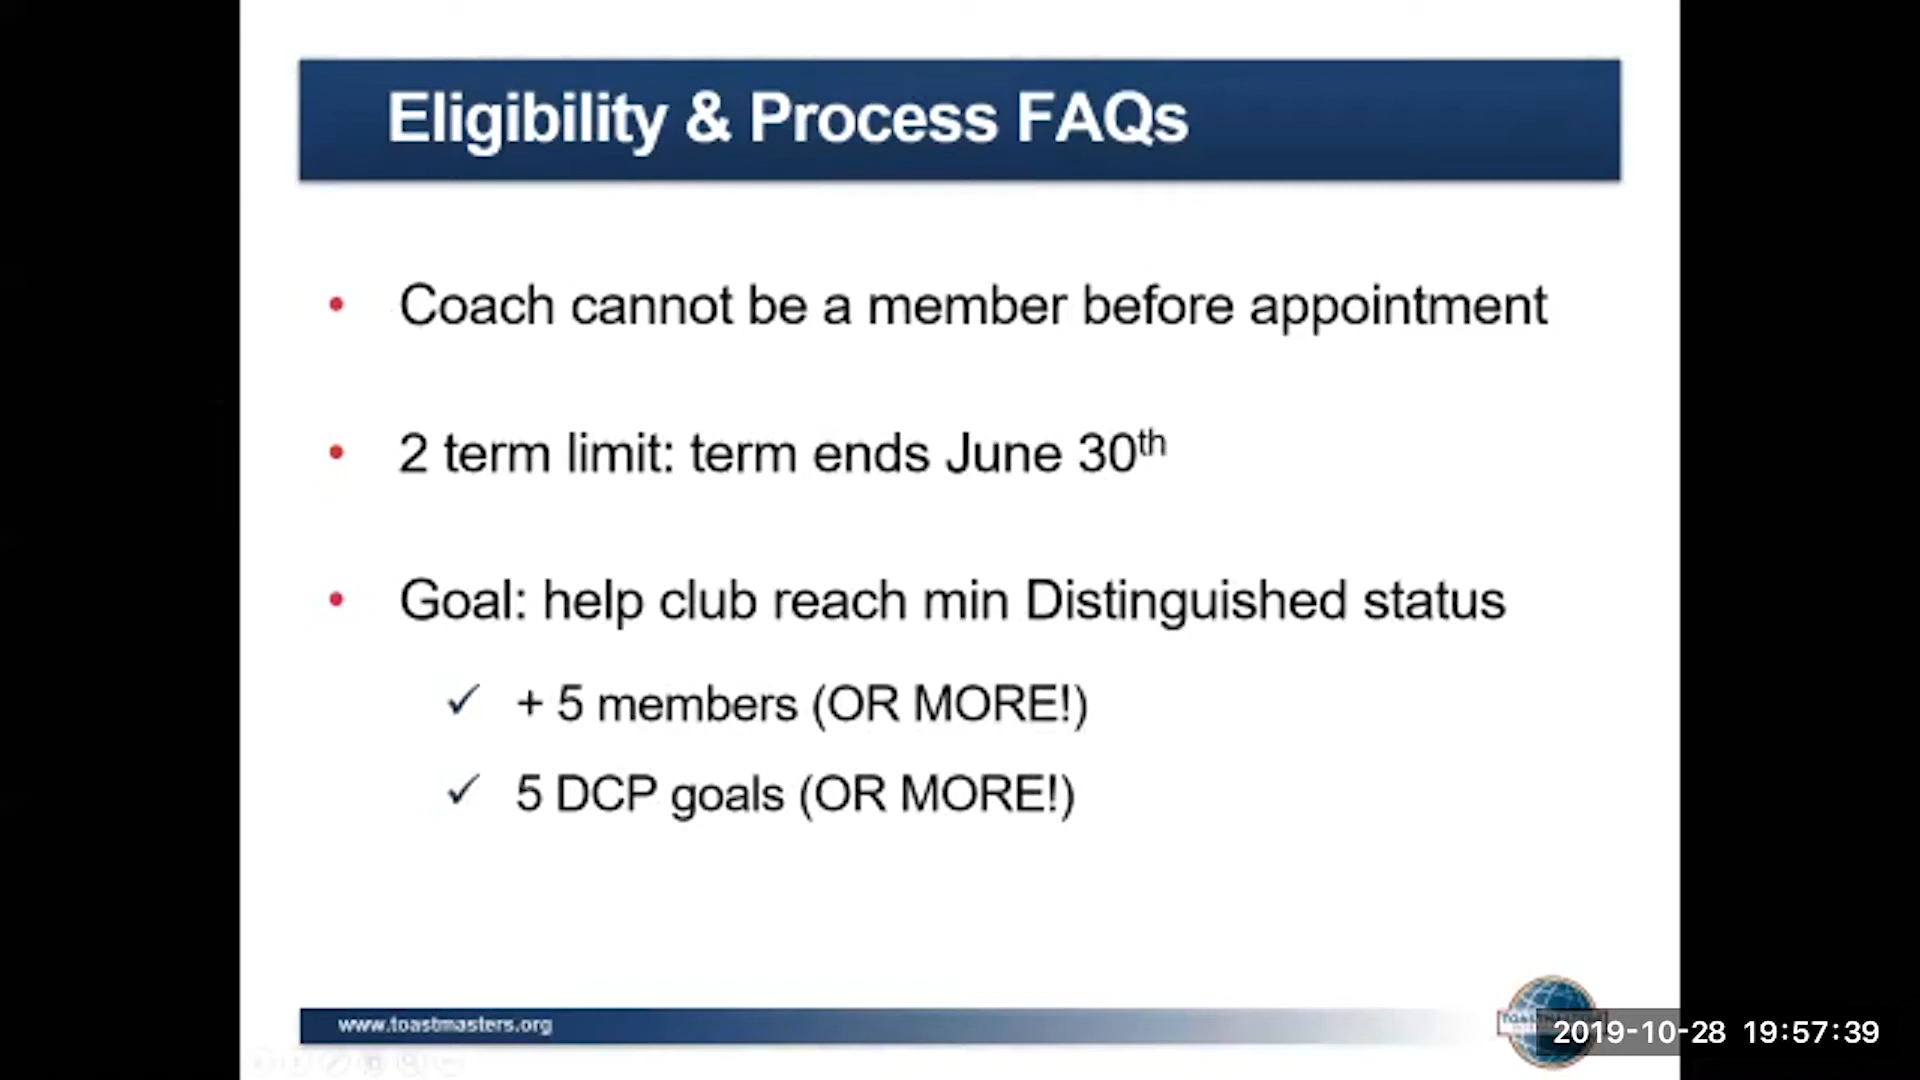 Eligibility & Process FAQs
• Coach cannot be a member before appointment
• 2 term limit: term ends June 30th
• Goal: help club reach min Distinguished status
✓ + 5 members (OR MORE!)
✓ 5 DCP goals (OR MORE!)
www.toastmasters.org
2019-10-28 19:57:39